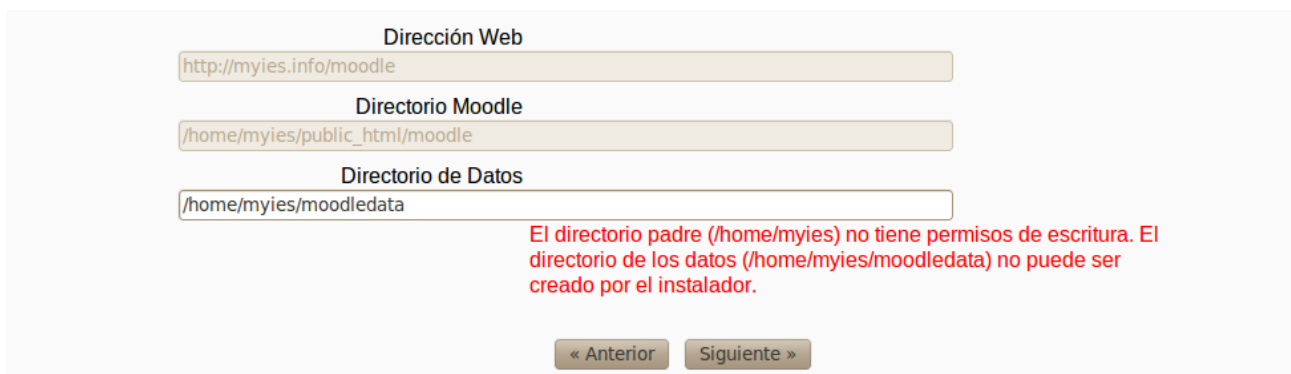 Dirección Web
http://myies.info/moodle
Directorio Moodle
/home/myies/public_html/moodle
Directorio de Datos
/home/myies/moodledata
El directorio padre (/home/myies) no tiene permisos de escritura. El
directorio de los datos (/home/myies/moodledata) no puede ser
creado por el instalador.
« Anterior Siguiente »